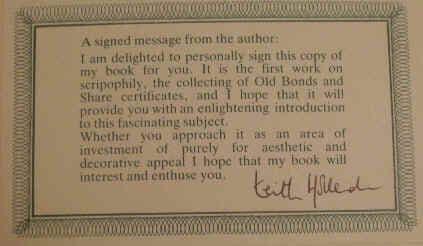 A signed message from the author:
I am delighted to personally sign this copy of
my book for you. It is the first work on
scripophily, the collecting of Old Bonds and
Share certificates, and I hope that it will
provide you with an enlightening introduction
to this fascinating subject.
Whether you approach it as an area of
investment of purely for aesthetic and
decorative appeal I hope that my book will
interest and enthuse you.
Keith